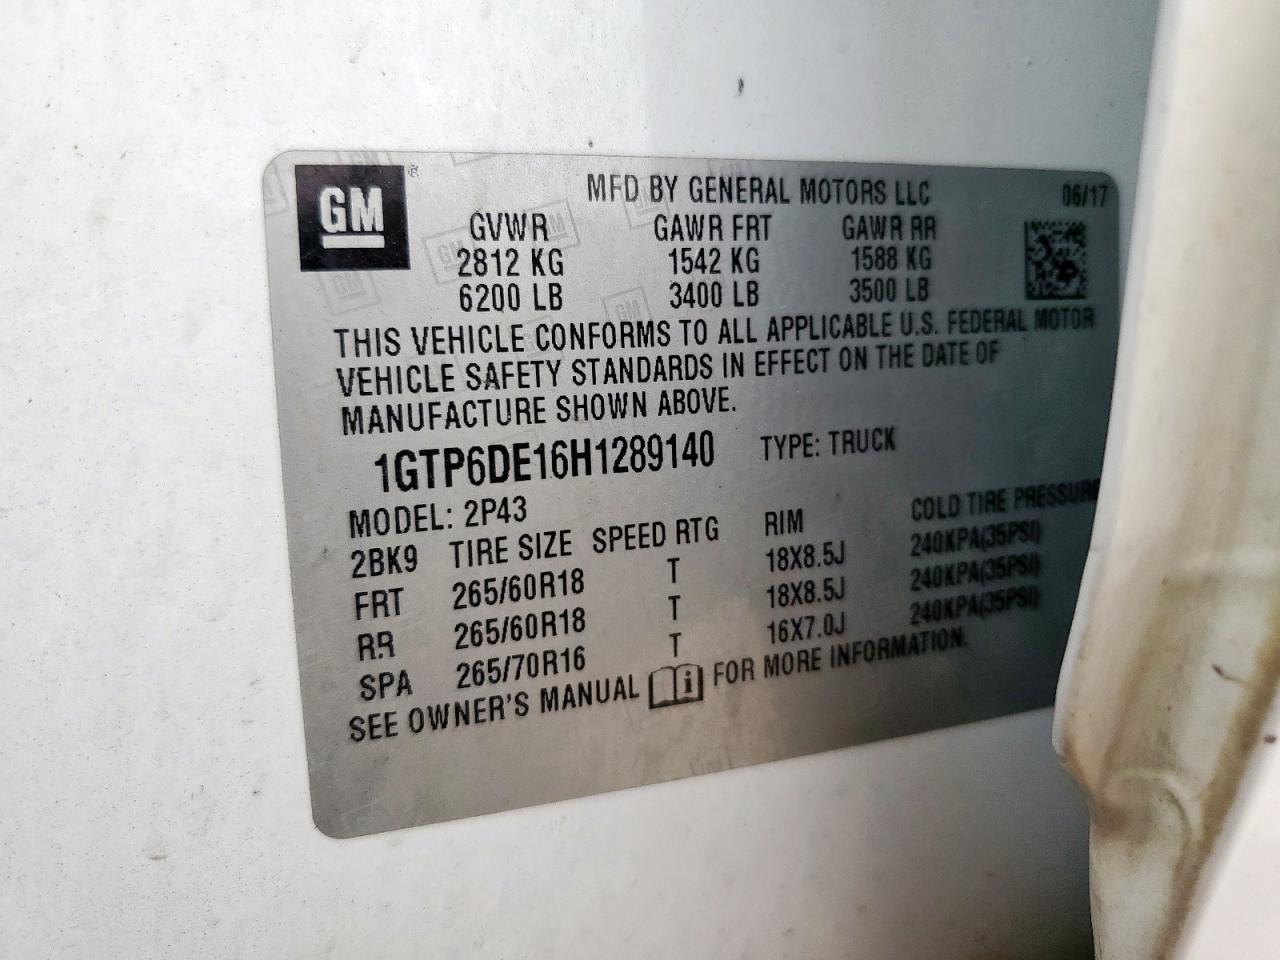 GM ®
MFD BY GENERAL MOTORS LLC 06/17
GVWR GAWR FRT GAWR RR
2812 KG 1542 KG 1588 KG
6200 LB 3400 LB 3500 LB
THIS VEHICLE CONFORMS TO ALL APPLICABLE U.S. FEDERAL MOTOR
VEHICLE SAFETY STANDARDS IN EFFECT ON THE DATE OF
MANUFACTURE SHOWN ABOVE.
1GTP6DE16H1289140 TYPE: TRUCK
MODEL: 2P43
2BK9 TIRE SIZE SPEED RTG RIM COLD TIRE PRESSURE
FRT 265/60R18 T 18X8.5J 240KPA(35PSI)
RR 265/60R18 T 18X8.5J 240KPA(35PSI)
SPA 265/70R16 T 16X7.0J 240KPA(35PSI)
SEE OWNER'S MANUAL i FOR MORE INFORMATION.